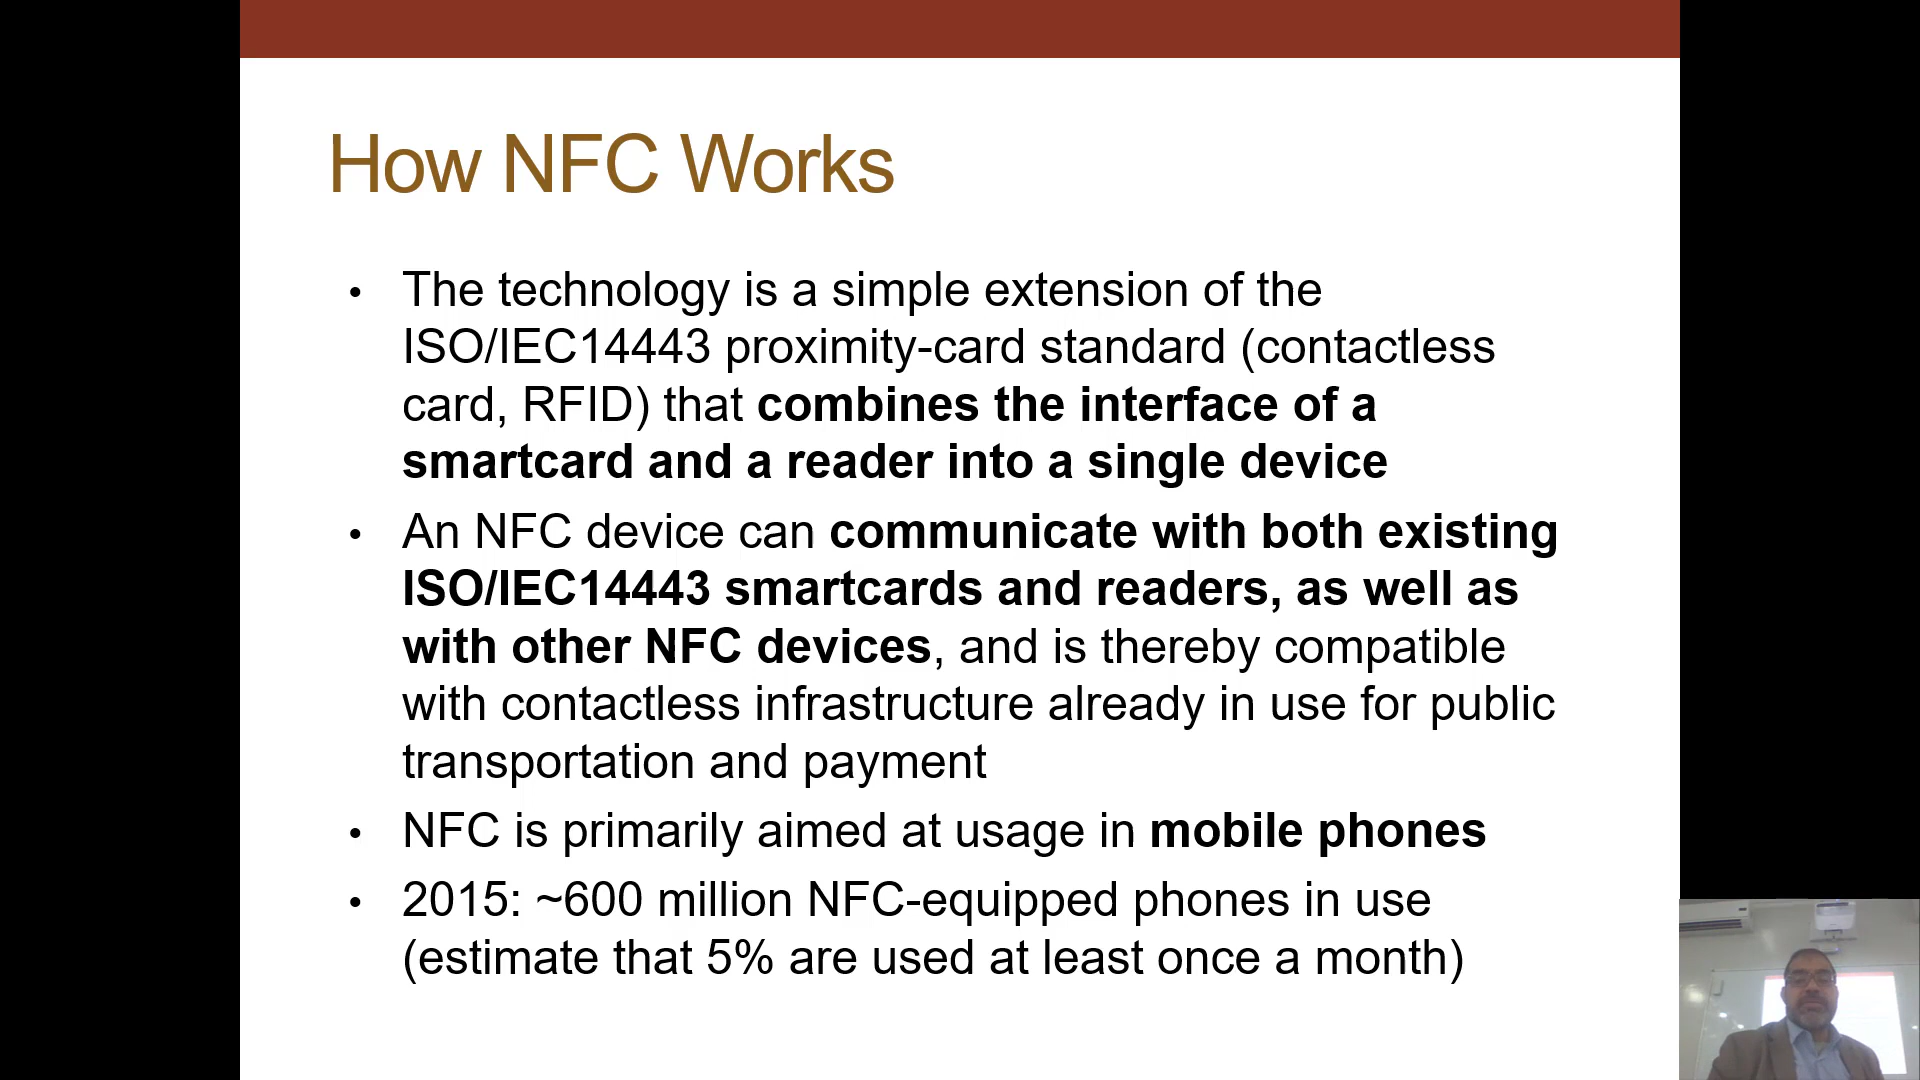 How NFC Works
• The technology is a simple extension of the
ISO/IEC14443 proximity-card standard (contactless
card, RFID) that combines the interface of a
smartcard and a reader into a single device
• An NFC device can communicate with both existing
ISO/IEC14443 smartcards and readers, as well as
with other NFC devices, and is thereby compatible
with contactless infrastructure already in use for public
transportation and payment
• NFC is primarily aimed at usage in mobile phones
• 2015: ~600 million NFC-equipped phones in use
(estimate that 5% are used at least once a month)